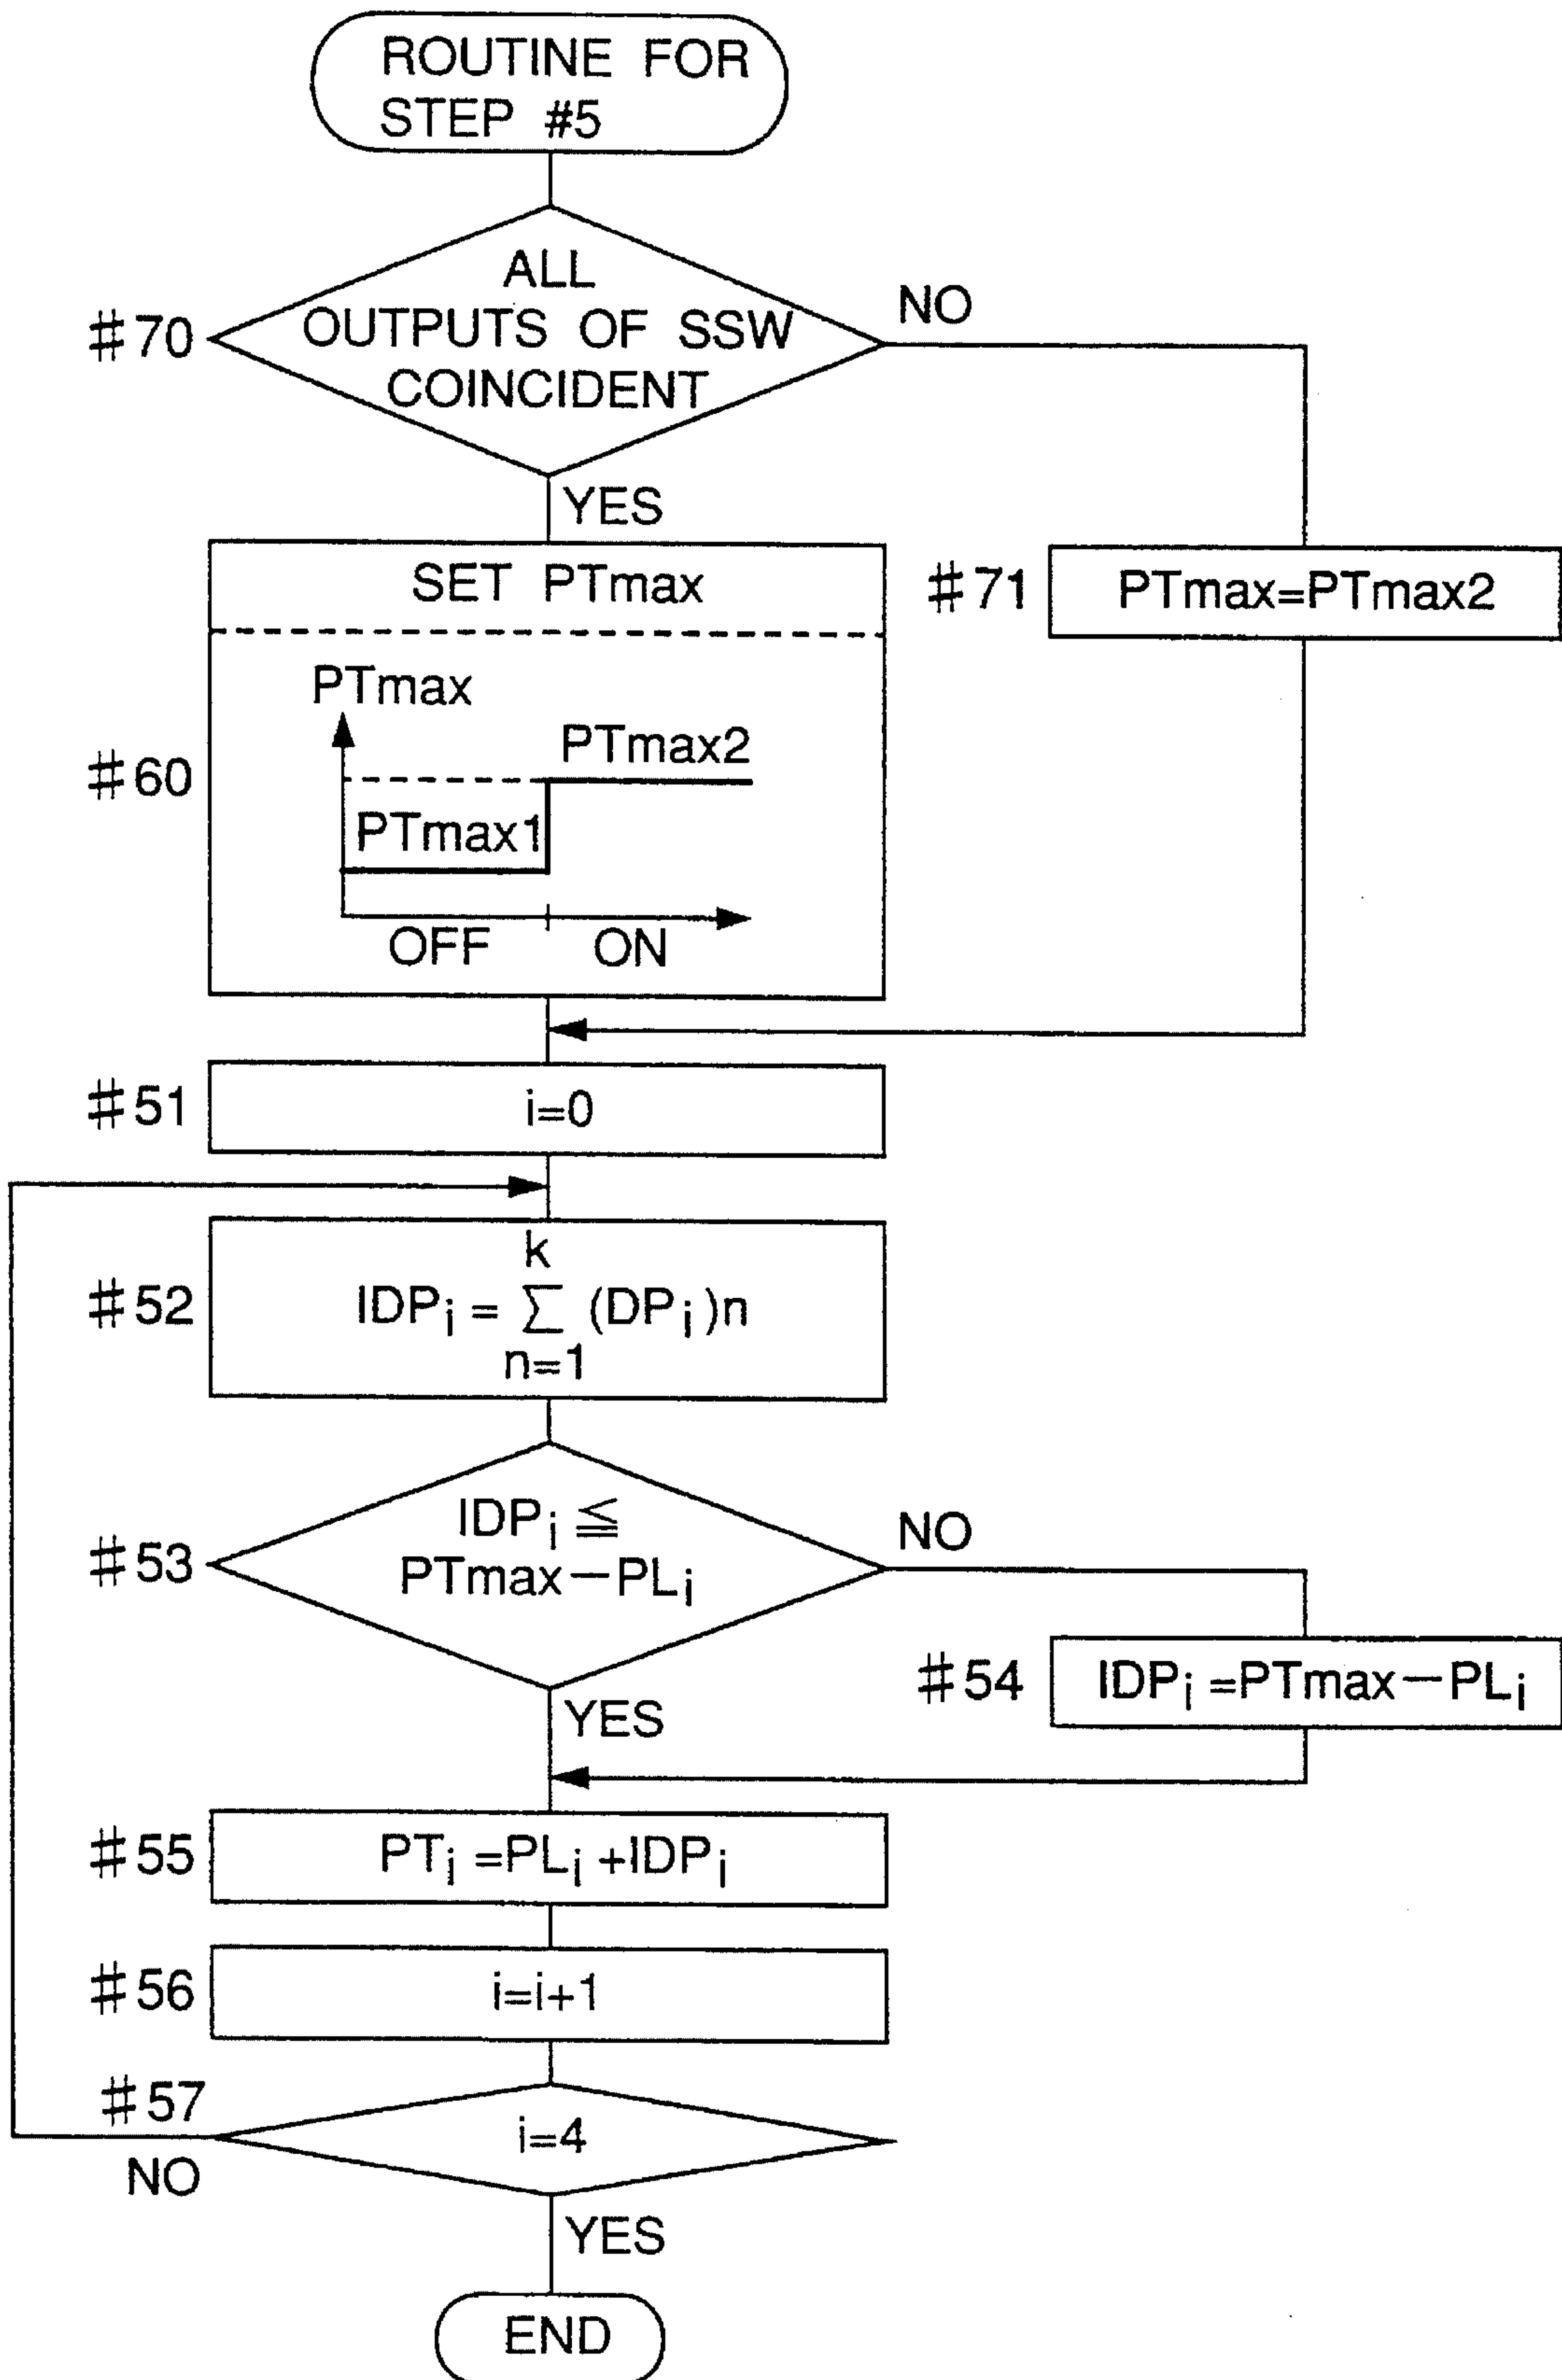 ROUTINE FOR
STEP #5
#70
ALL
OUTPUTS OF SSW
COINCIDENT
NO
YES
SET PTmax
#71
PTmax=PTmax2
#60
PTmax
PTmax2
PTmax1
OFF
ON
#51
i=0
#52
k
IDPi = ∑ (DPi)n
n=1
#53
IDPi ≦
PTmax−PLi
NO
#54
IDPi =PTmax−PLi
YES
#55
PTi =PLi +IDPi
#56
i=i+1
#57
i=4
NO
YES
END